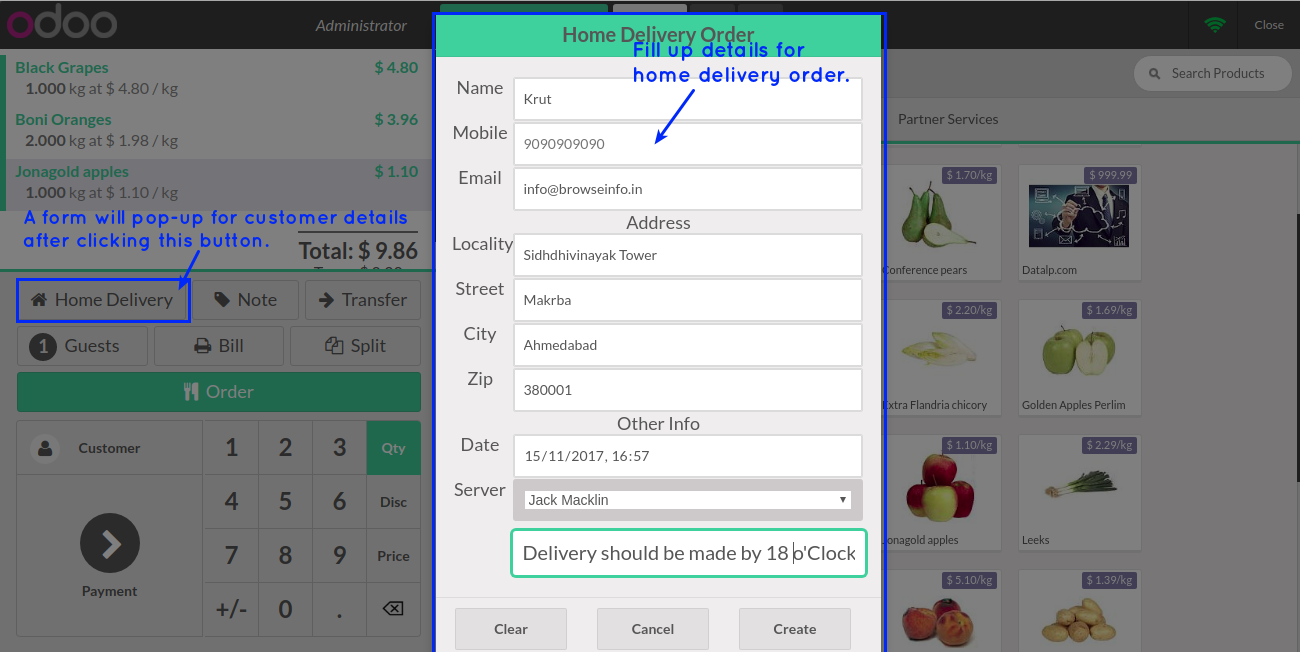 odoo
Administrator
Close
Black Grapes $ 4.80
1.000 kg at $ 4.80 / kg
Boni Oranges $ 3.96
2.000 kg at $ 1.98 / kg
Jonagold apples $ 1.10
1.000 kg at $ 1.10 / kg
A form will pop-up for customer details
after clicking this button.
Total: $ 9.86
Home Delivery
Note
Transfer
1 Guests
Bill
Split
Order
Customer
1 2 3 Qty
4 5 6 Disc
7 8 9 Price
+/- 0 .
Payment
Home Delivery Order
Fill up details for
home delivery order.
Name Krut
Mobile 9090909090
Email info@browseinfo.in
Address
Locality Sidhdhivinayak Tower
Street Makrba
City Ahmedabad
Zip 380001
Other Info
Date 15/11/2017, 16:57
Server Jack Macklin
Delivery should be made by 18 o'Clock
Clear
Cancel
Create
Search Products
Partner Services
$ 1.70/kg
Conference pears
$ 999.99
Datalp.com
$ 2.20/kg
Extra Flandria chicory
$ 1.69/kg
Golden Apples Perlim
$ 1.10/kg
Jonagold apples
$ 2.29/kg
Leeks
$ 5.10/kg
$ 1.39/kg